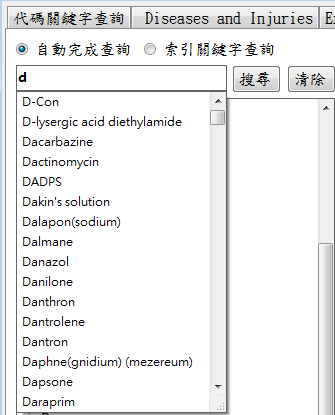 代碼關鍵字查詢 Diseases and Injuries
自動完成查詢 索引關鍵字查詢
d 搜尋 清除
D-Con
D-lysergic acid diethylamide
Dacarbazine
Dactinomycin
DADPS
Dakin's solution
Dalapon(sodium)
Dalmane
Danazol
Danilone
Danthron
Dantrolene
Dantron
Daphne(gnidium) (mezereum)
Dapsone
Daraprim